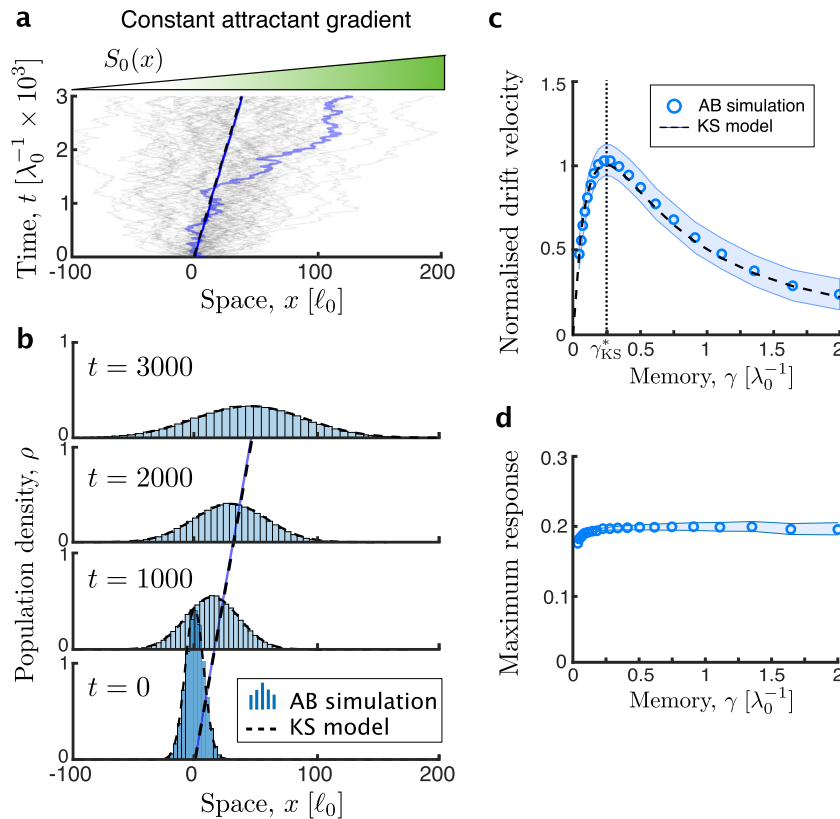 a
Constant attractant gradient
S₀(x)
Time, t [λ₀⁻¹ × 10³]
3
2
1
0
-100
0
100
200
Space, x [ℓ₀]
b
Population density, ρ
1
t = 3000
0
1
t = 2000
0
1
t = 1000
0
1
t = 0
0
AB simulation
KS model
-100
0
100
200
Space, x [ℓ₀]
c
Normalised drift velocity
1.5
1
0.5
0
AB simulation
KS model
0
γ*KS
0.5
1
1.5
2
Memory, γ [λ₀⁻¹]
d
Maximum response
0.3
0.2
0.1
0
0
0.5
1
1.5
2
Memory, γ [λ₀⁻¹]